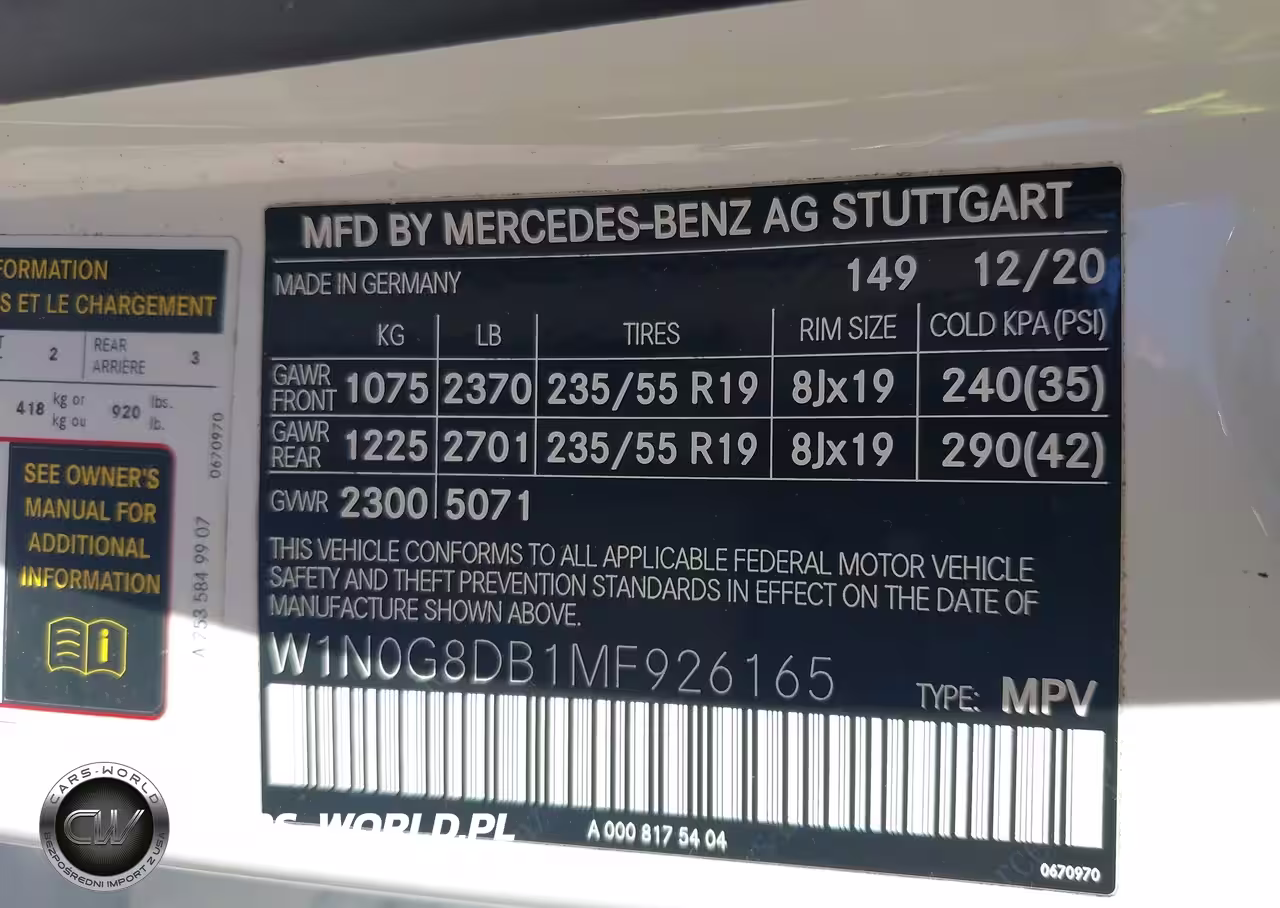 FORMATION
S ET LE CHARGEMENT
2 REAR 3
ARRIÈRE
418 kg or 920 lbs.
kg ou lb.
0670970
SEE OWNER'S
MANUAL FOR
ADDITIONAL
INFORMATION
A 253 584 99 07
MFD BY MERCEDES-BENZ AG STUTTGART
MADE IN GERMANY 149 12/20
KG LB TIRES RIM SIZE COLD KPA(PSI)
GAWR FRONT 1075 2370 235/55 R19 8Jx19 240(35)
GAWR REAR 1225 2701 235/55 R19 8Jx19 290(42)
GVWR 2300 5071
THIS VEHICLE CONFORMS TO ALL APPLICABLE FEDERAL MOTOR VEHICLE
SAFETY AND THEFT PREVENTION STANDARDS IN EFFECT ON THE DATE OF
MANUFACTURE SHOWN ABOVE.
W1N0G8DB1MF926165
TYPE: MPV
A 000 817 54 04
0670970
CARS-WORLD
CW
BEZPOŚREDNI IMPORT Z USA
WORLD.PL